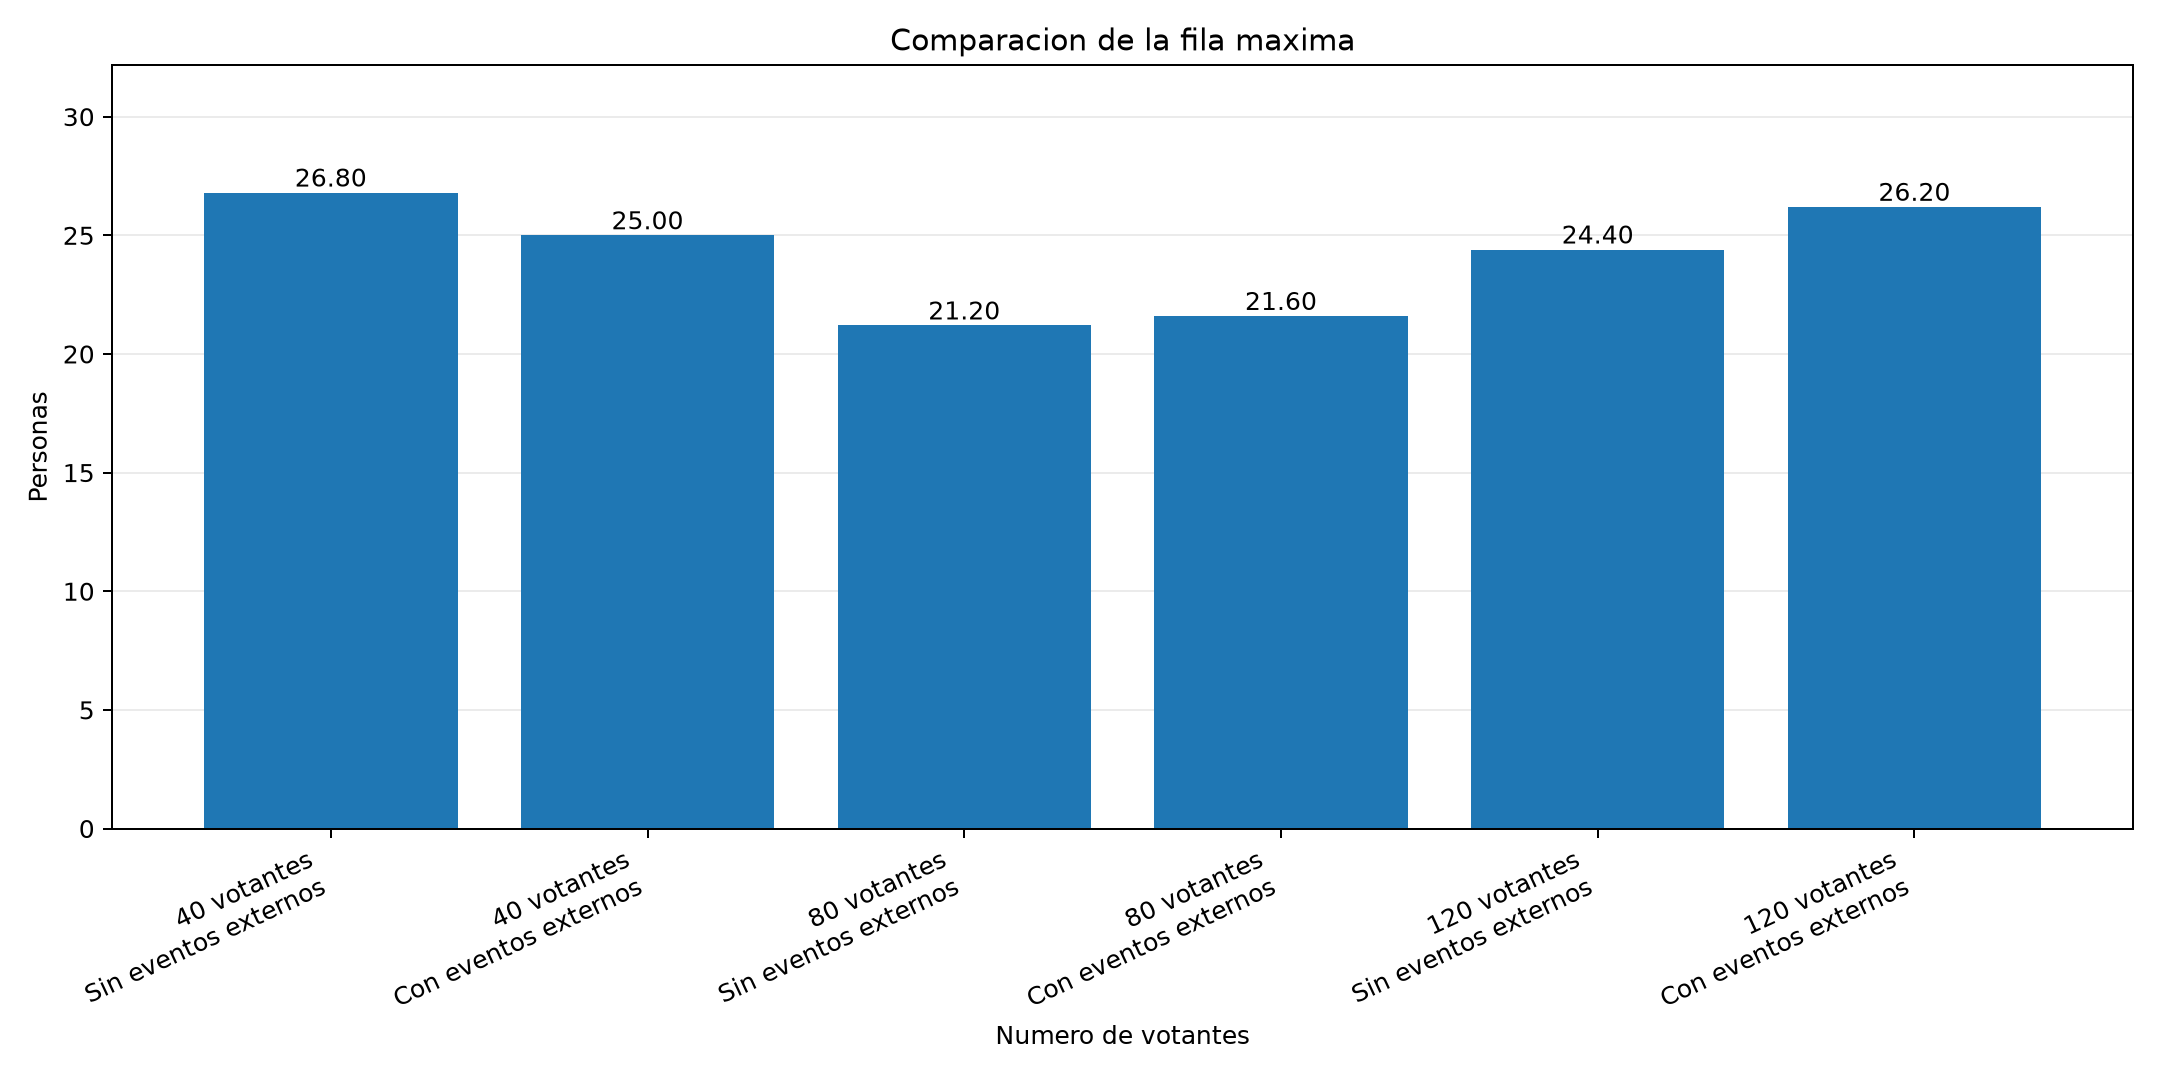 Comparacion de la fila maxima
Personas
30
25
20
15
10
5
0
26.80
25.00
21.20
21.60
24.40
26.20
40 votantes
Sin eventos externos
40 votantes
Con eventos externos
80 votantes
Sin eventos externos
80 votantes
Con eventos externos
120 votantes
Sin eventos externos
120 votantes
Con eventos externos
Numero de votantes